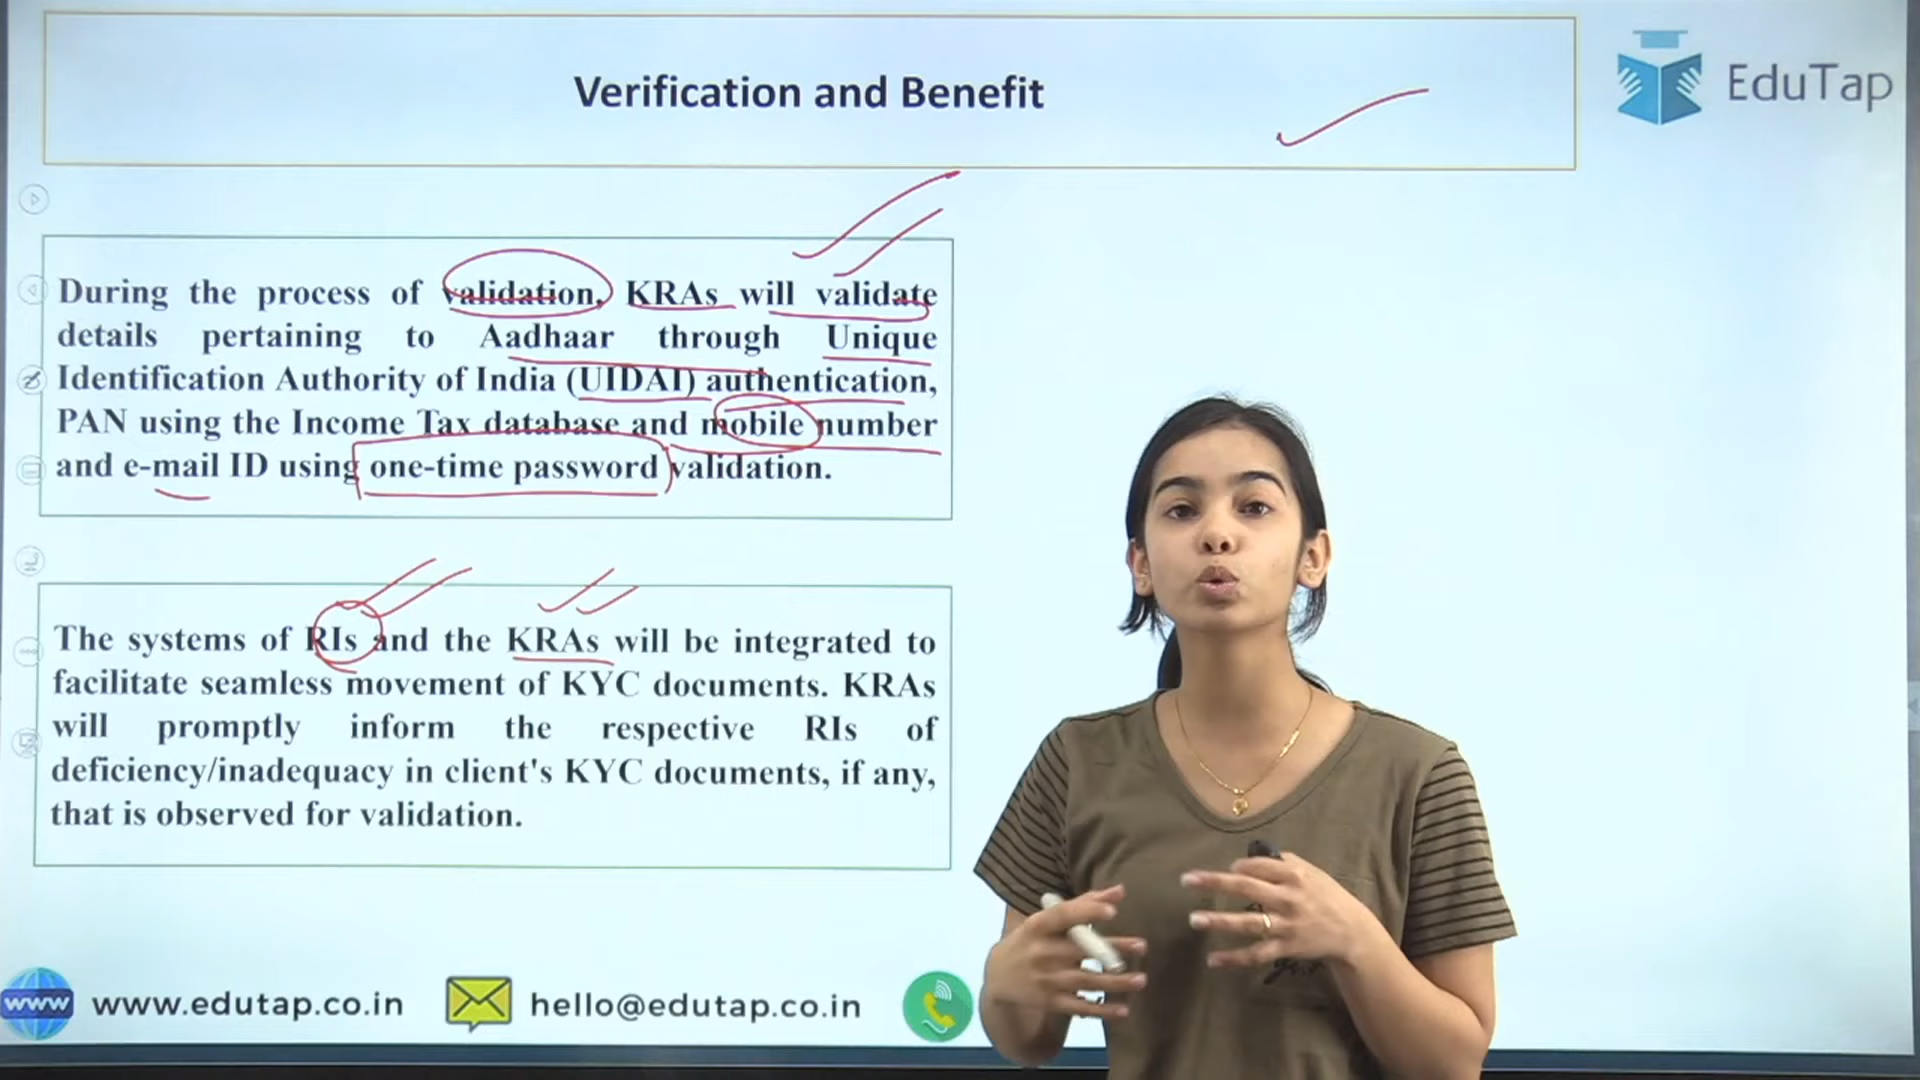 Verification and Benefit
EduTap
During the process of validation, KRAs will validate
details pertaining to Aadhaar through Unique
Identification Authority of India (UIDAI) authentication,
PAN using the Income Tax database and mobile number
and e-mail ID using one-time password validation.
The systems of RIs and the KRAs will be integrated to
facilitate seamless movement of KYC documents. KRAs
will promptly inform the respective RIs of
deficiency/inadequacy in client's KYC documents, if any,
that is observed for validation.
www
www.edutap.co.in
hello@edutap.co.in